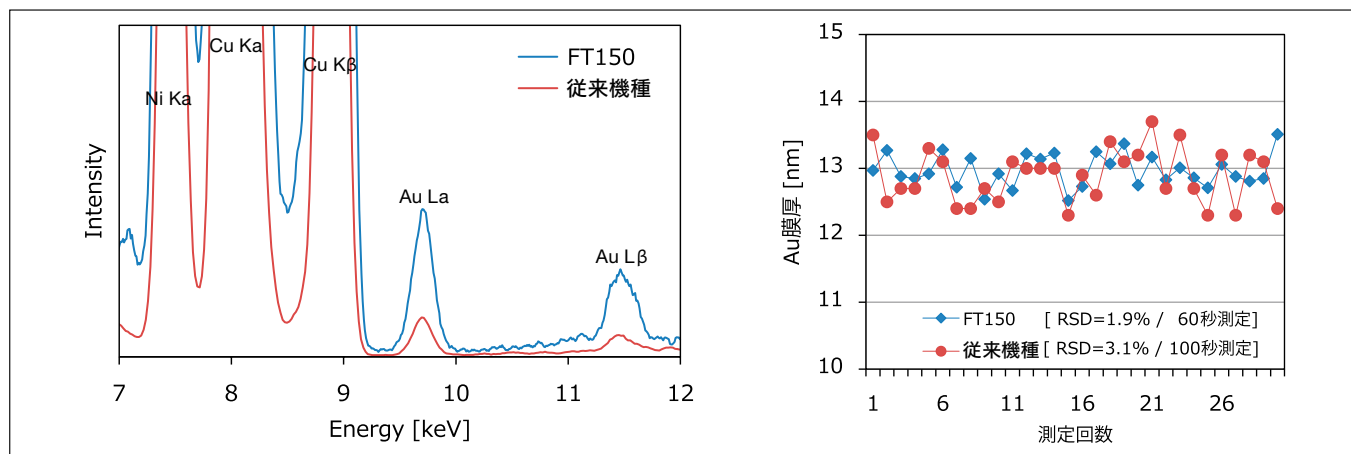 Ni Ka
Cu Ka
Cu Kβ
Au La
Au Lβ
FT150
従来機種
Intensity
7 8 9 10 11 12
Energy [keV]
15
14
13
12
11
10
Au膜厚 [nm]
FT150 [ RSD=1.9% / 60秒測定]
従来機種 [ RSD=3.1% / 100秒測定]
1 6 11 16 21 26
測定回数